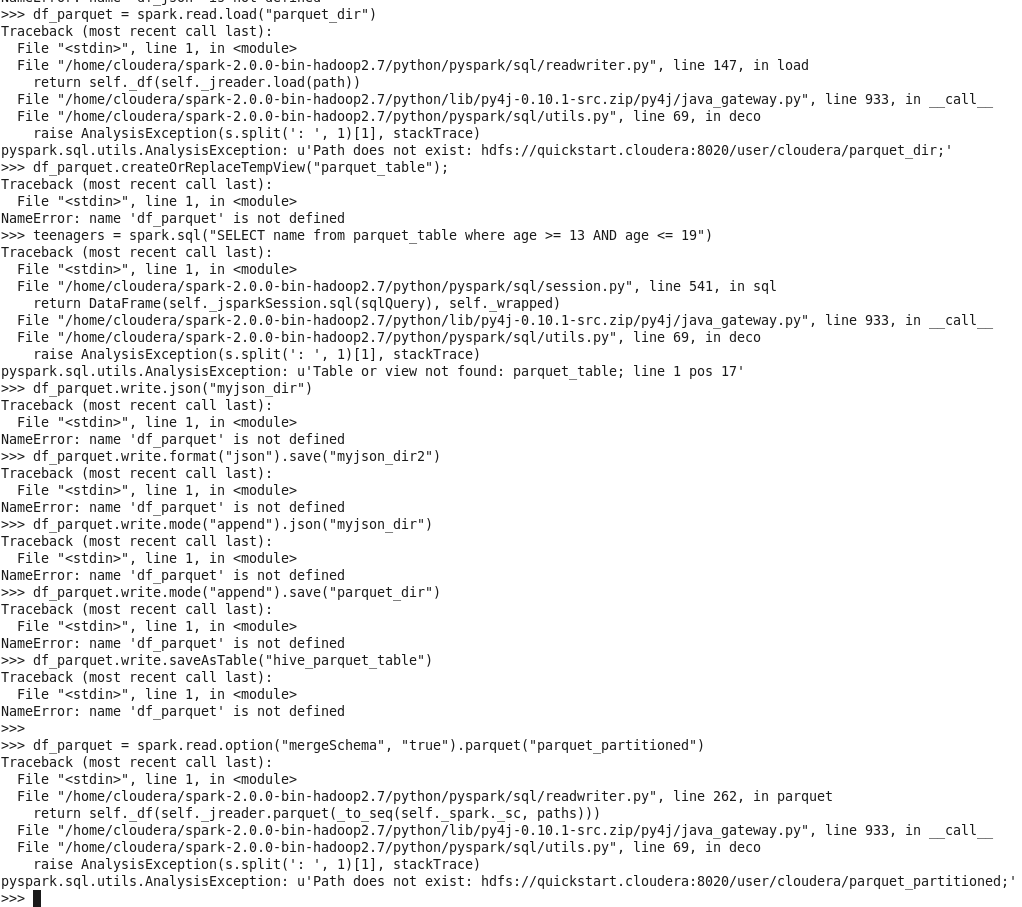 NameError: name 'df_json' is not defined
>>> df_parquet = spark.read.load("parquet_dir")
Traceback (most recent call last):
  File "<stdin>", line 1, in <module>
  File "/home/cloudera/spark-2.0.0-bin-hadoop2.7/python/pyspark/sql/readwriter.py", line 147, in load
    return self._df(self._jreader.load(path))
  File "/home/cloudera/spark-2.0.0-bin-hadoop2.7/python/lib/py4j-0.10.1-src.zip/py4j/java_gateway.py", line 933, in __call__
  File "/home/cloudera/spark-2.0.0-bin-hadoop2.7/python/pyspark/sql/utils.py", line 69, in deco
    raise AnalysisException(s.split(': ', 1)[1], stackTrace)
pyspark.sql.utils.AnalysisException: u'Path does not exist: hdfs://quickstart.cloudera:8020/user/cloudera/parquet_dir;'
>>> df_parquet.createOrReplaceTempView("parquet_table");
Traceback (most recent call last):
  File "<stdin>", line 1, in <module>
NameError: name 'df_parquet' is not defined
>>> teenagers = spark.sql("SELECT name from parquet_table where age >= 13 AND age <= 19")
Traceback (most recent call last):
  File "<stdin>", line 1, in <module>
  File "/home/cloudera/spark-2.0.0-bin-hadoop2.7/python/pyspark/sql/session.py", line 541, in sql
    return DataFrame(self._jsparkSession.sql(sqlQuery), self._wrapped)
  File "/home/cloudera/spark-2.0.0-bin-hadoop2.7/python/lib/py4j-0.10.1-src.zip/py4j/java_gateway.py", line 933, in __call__
  File "/home/cloudera/spark-2.0.0-bin-hadoop2.7/python/pyspark/sql/utils.py", line 69, in deco
    raise AnalysisException(s.split(': ', 1)[1], stackTrace)
pyspark.sql.utils.AnalysisException: u'Table or view not found: parquet_table; line 1 pos 17'
>>> df_parquet.write.json("myjson_dir")
Traceback (most recent call last):
  File "<stdin>", line 1, in <module>
NameError: name 'df_parquet' is not defined
>>> df_parquet.write.format("json").save("myjson_dir2")
Traceback (most recent call last):
  File "<stdin>", line 1, in <module>
NameError: name 'df_parquet' is not defined
>>> df_parquet.write.mode("append").json("myjson_dir")
Traceback (most recent call last):
  File "<stdin>", line 1, in <module>
NameError: name 'df_parquet' is not defined
>>> df_parquet.write.mode("append").save("parquet_dir")
Traceback (most recent call last):
  File "<stdin>", line 1, in <module>
NameError: name 'df_parquet' is not defined
>>> df_parquet.write.saveAsTable("hive_parquet_table")
Traceback (most recent call last):
  File "<stdin>", line 1, in <module>
NameError: name 'df_parquet' is not defined
>>>
>>> df_parquet = spark.read.option("mergeSchema", "true").parquet("parquet_partitioned")
Traceback (most recent call last):
  File "<stdin>", line 1, in <module>
  File "/home/cloudera/spark-2.0.0-bin-hadoop2.7/python/pyspark/sql/readwriter.py", line 262, in parquet
    return self._df(self._jreader.parquet(_to_seq(self._spark._sc, paths)))
  File "/home/cloudera/spark-2.0.0-bin-hadoop2.7/python/lib/py4j-0.10.1-src.zip/py4j/java_gateway.py", line 933, in __call__
  File "/home/cloudera/spark-2.0.0-bin-hadoop2.7/python/pyspark/sql/utils.py", line 69, in deco
    raise AnalysisException(s.split(': ', 1)[1], stackTrace)
pyspark.sql.utils.AnalysisException: u'Path does not exist: hdfs://quickstart.cloudera:8020/user/cloudera/parquet_partitioned;'
>>>